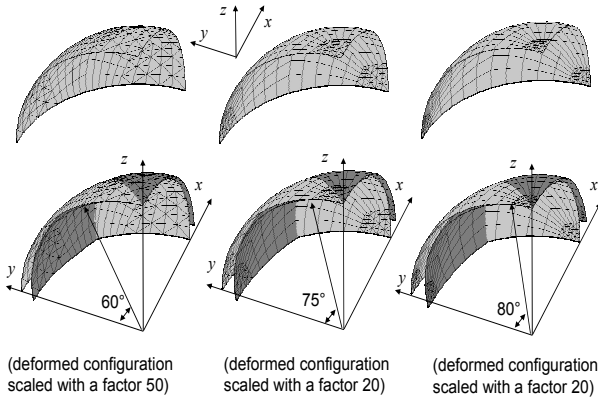 z
y
x
z
x
y
60°
z
x
y
75°
z
x
y
80°
(deformed configuration
scaled with a factor 50)
(deformed configuration
scaled with a factor 20)
(deformed configuration
scaled with a factor 20)